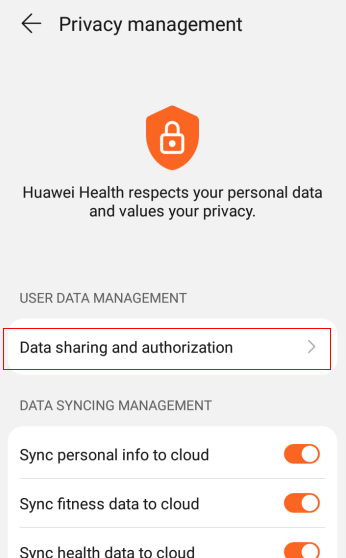 Privacy management
Huawei Health respects your personal data
and values your privacy.
USER DATA MANAGEMENT
Data sharing and authorization
DATA SYNCING MANAGEMENT
Sync personal info to cloud
Sync fitness data to cloud
Sync health data to cloud